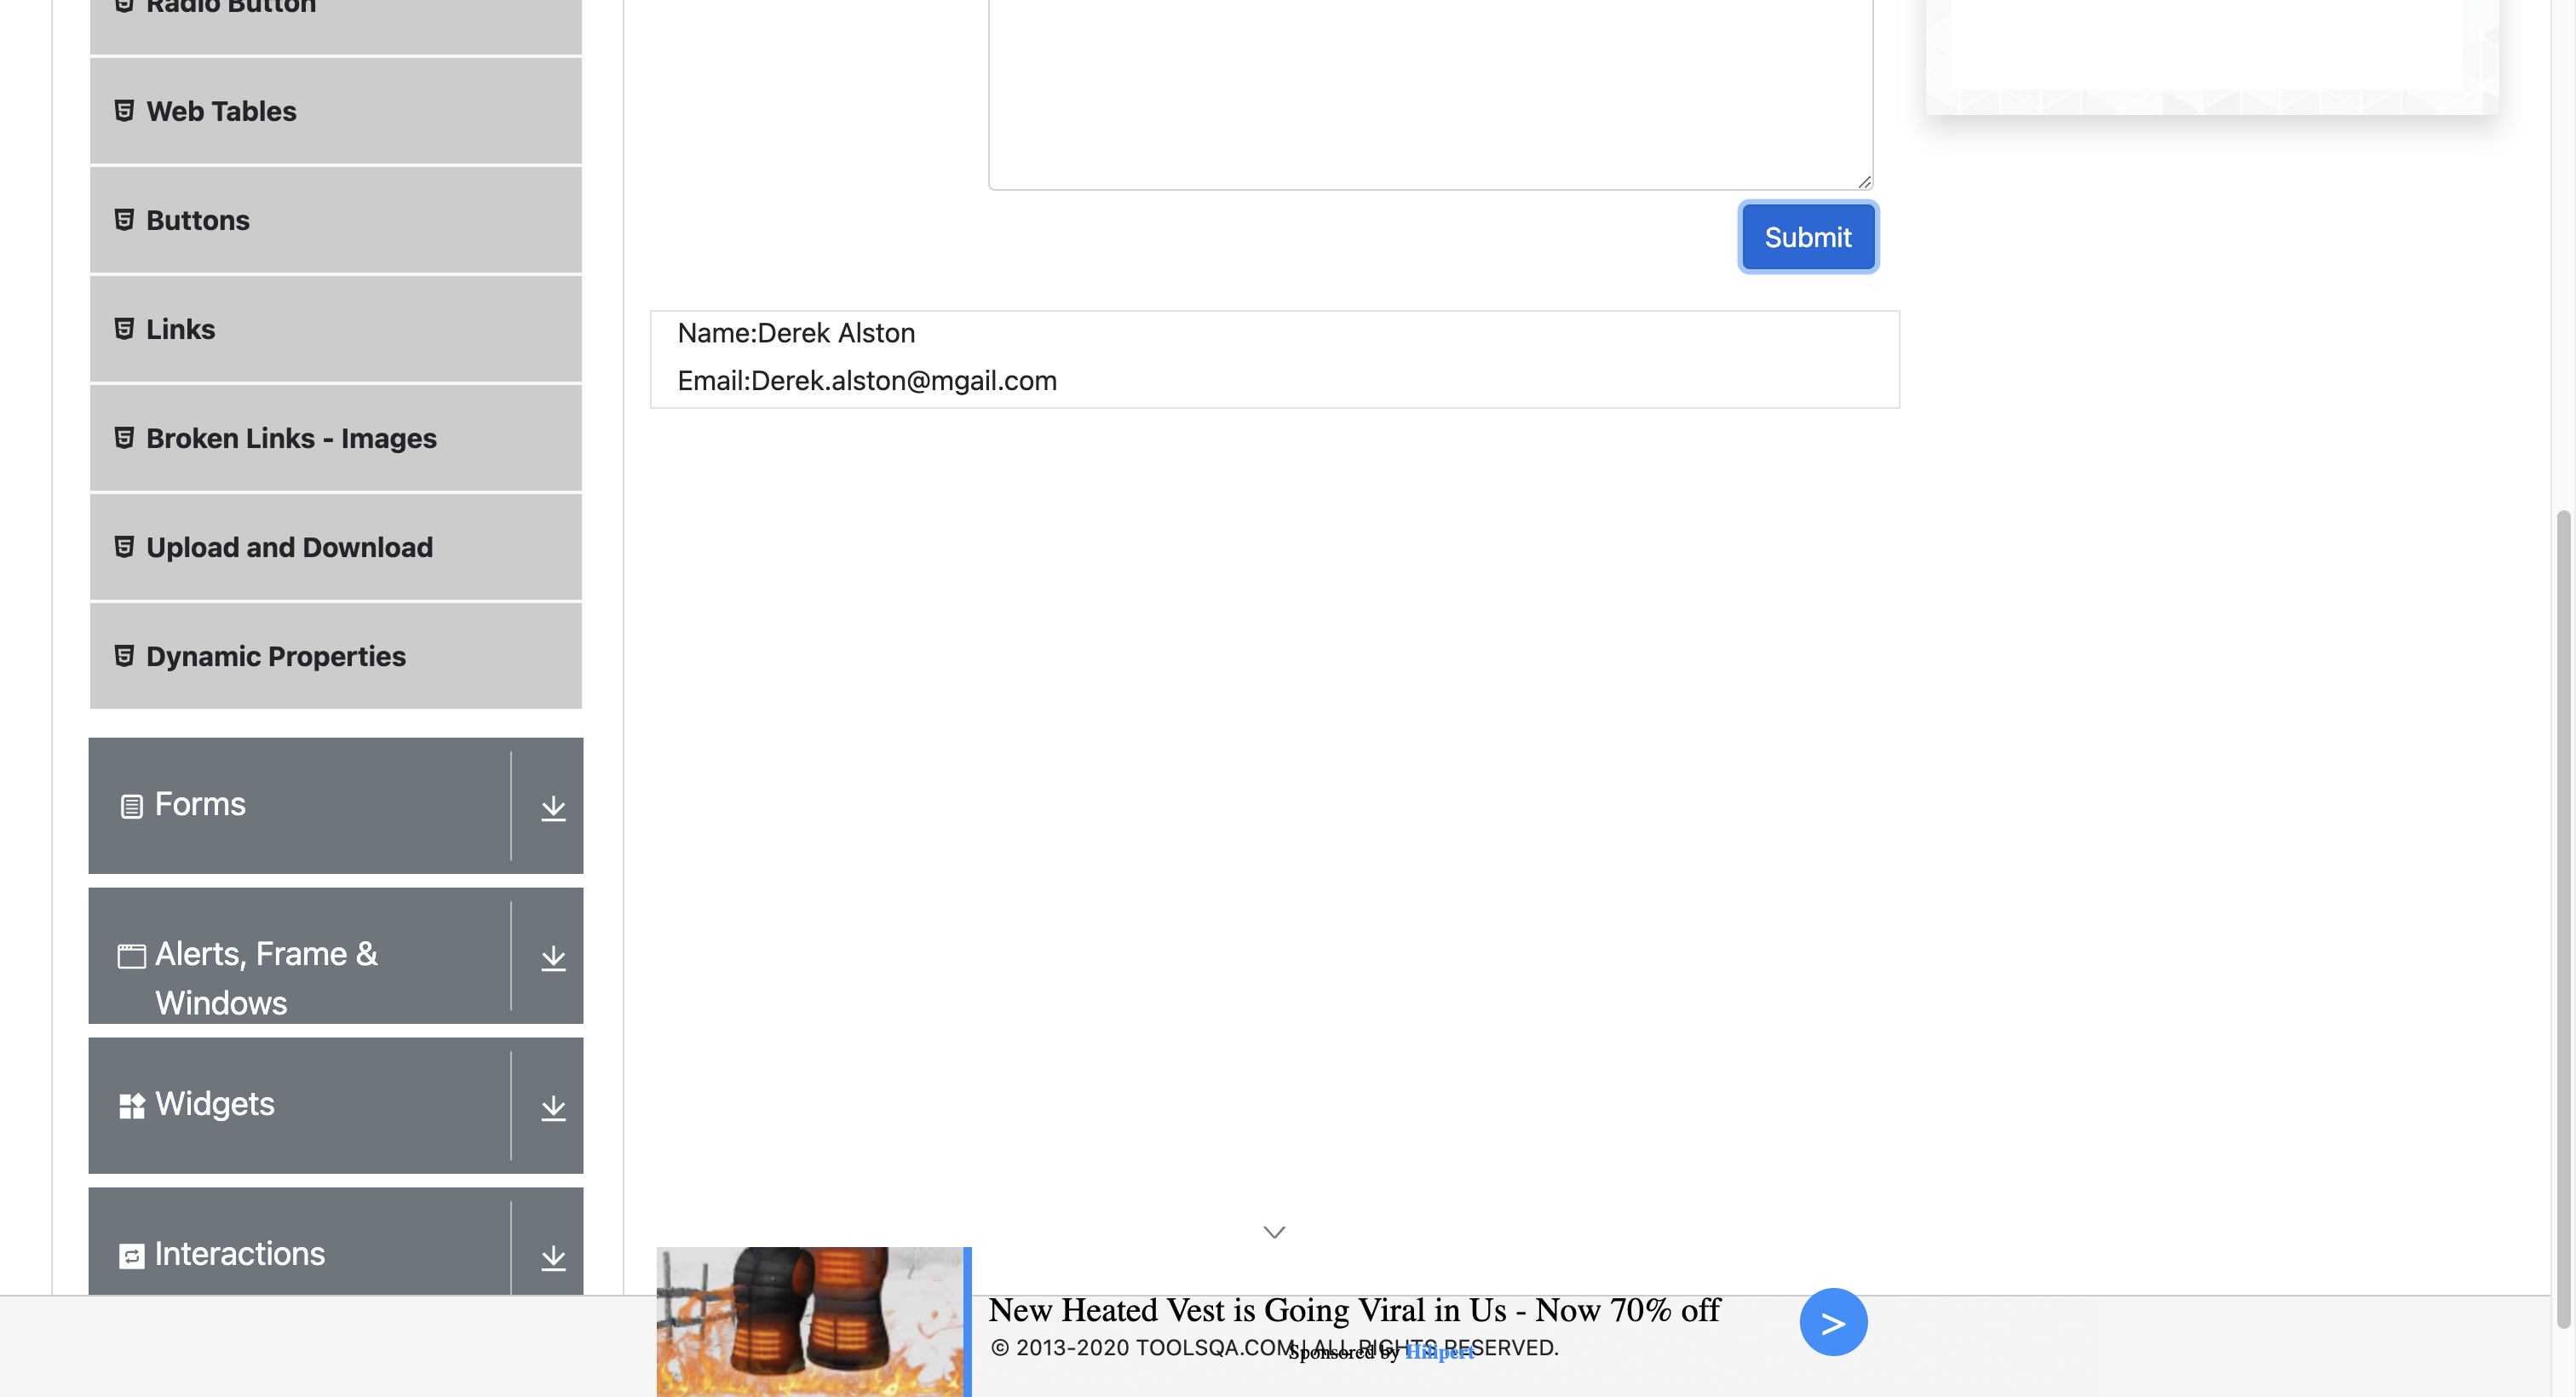 Radio Button
Web Tables
Buttons
Links
Broken Links - Images
Upload and Download
Dynamic Properties
Forms
Alerts, Frame &
Windows
Widgets
Interactions
Submit
Name:Derek Alston
Email:Derek.alston@mgail.com
New Heated Vest is Going Viral in Us - Now 70% off
© 2013-2020 TOOLSQA.COM | ALL RIGHTS RESERVED.
Sponsored by Hilipert